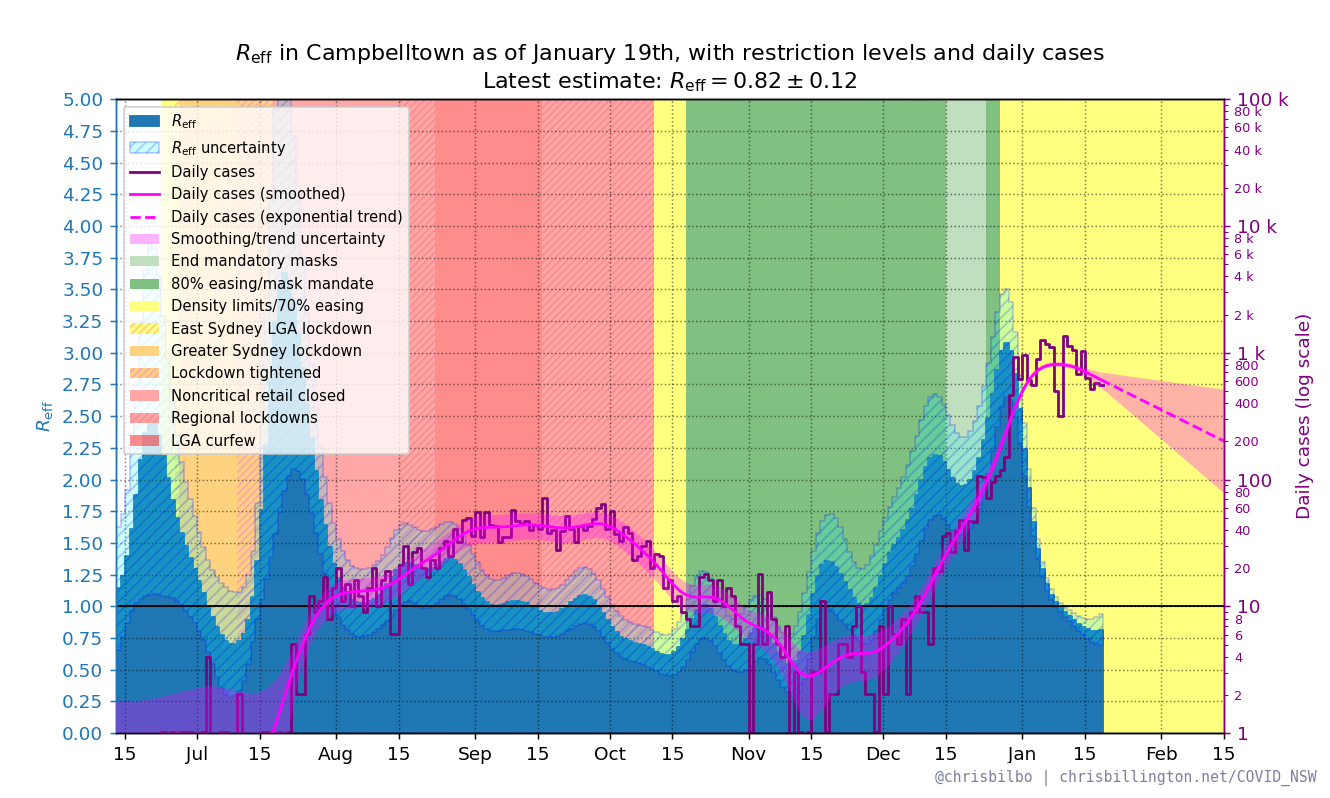 R_eff in Campbelltown as of January 19th, with restriction levels and daily cases
Latest estimate: R_eff = 0.82 ± 0.12
R_eff
R_eff uncertainty
Daily cases
Daily cases (smoothed)
Daily cases (exponential trend)
Smoothing/trend uncertainty
End mandatory masks
80% easing/mask mandate
Density limits/70% easing
East Sydney LGA lockdown
Greater Sydney lockdown
Lockdown tightened
Noncritical retail closed
Regional lockdowns
LGA curfew
R_eff
5.00
4.75
4.50
4.25
4.00
3.75
3.50
3.25
3.00
2.75
2.50
2.25
2.00
1.75
1.50
1.25
1.00
0.75
0.50
0.25
0.00
15 Jul 15 Aug 15 Sep 15 Oct 15 Nov 15 Dec 15 Jan 15 Feb 15
100 k
80 k
60 k
40 k
20 k
10 k
8 k
6 k
4 k
2 k
1 k
800
600
400
200
100
80
60
40
20
10
8
6
4
2
1
Daily cases (log scale)
@chrisbilbo | chrisbillington.net/COVID_NSW